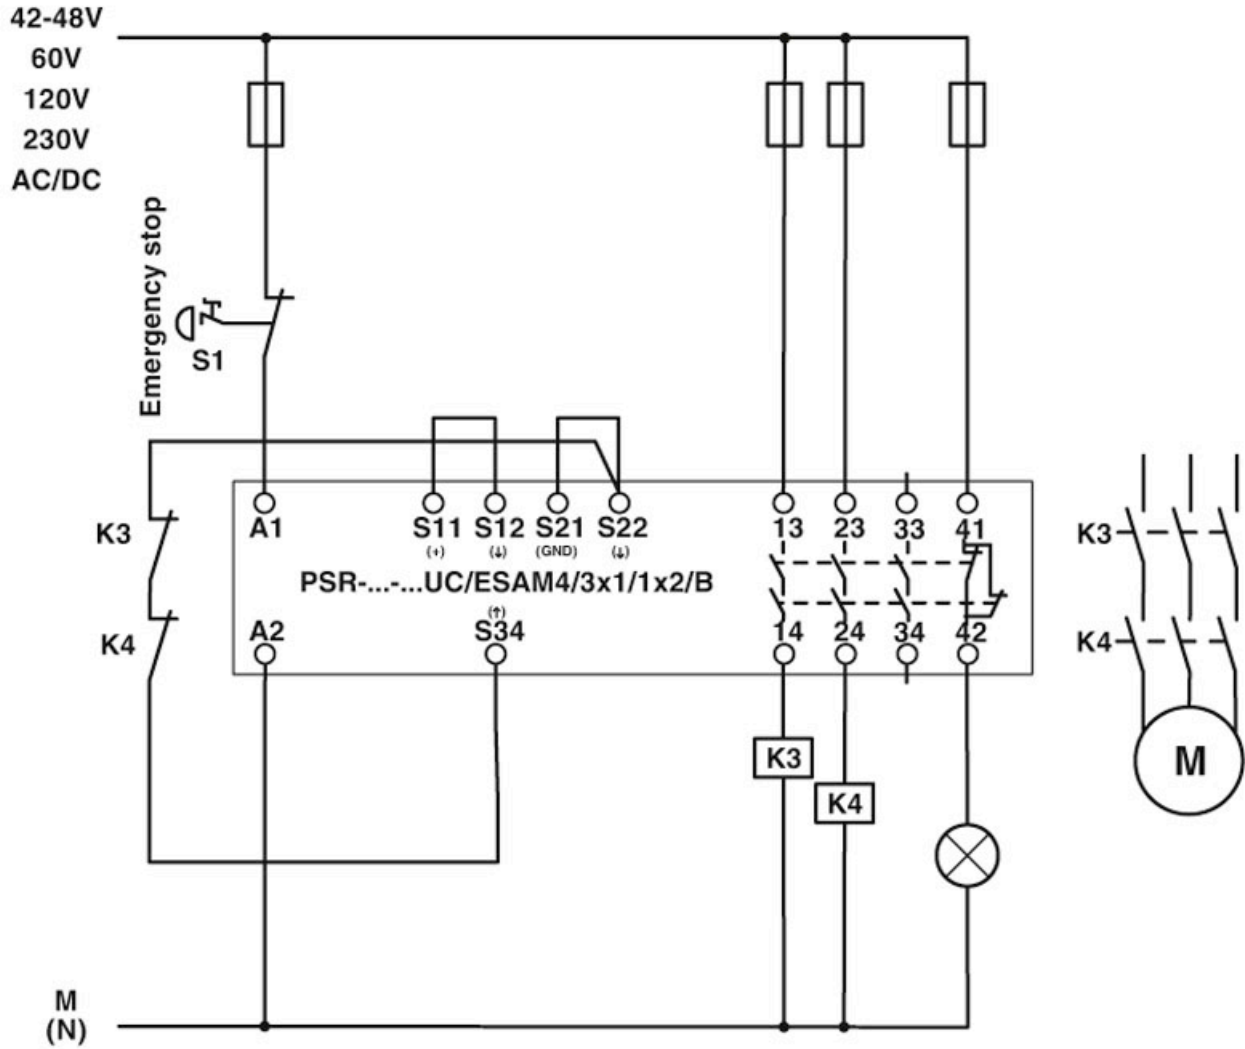 42-48V
60V
120V
230V
AC/DC
Emergency stop
S1
K3
K4
A1
S11 S12 S21 S22
(+) (↓) (GND) (↓)
13 23 33 41
PSR-...-...UC/ESAM4/3x1/1x2/B
(↑)
A2 S34
14 24 34 42
K3
K4
K3
K4
M
M
(N)